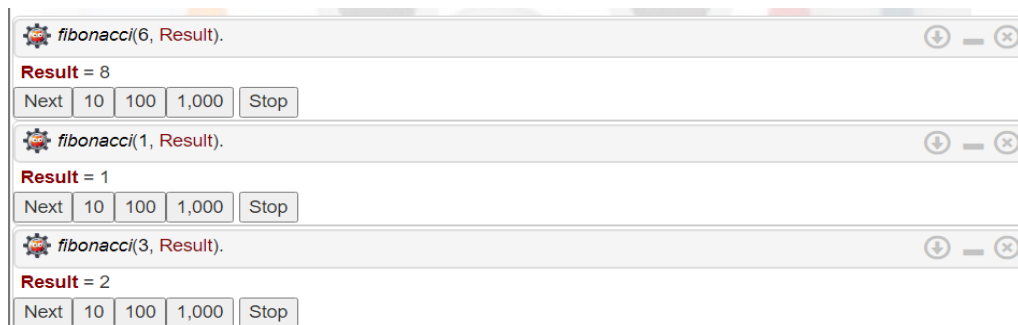 fibonacci(6, Result).
Result = 8
Next 10 100 1,000 Stop
fibonacci(1, Result).
Result = 1
Next 10 100 1,000 Stop
fibonacci(3, Result).
Result = 2
Next 10 100 1,000 Stop